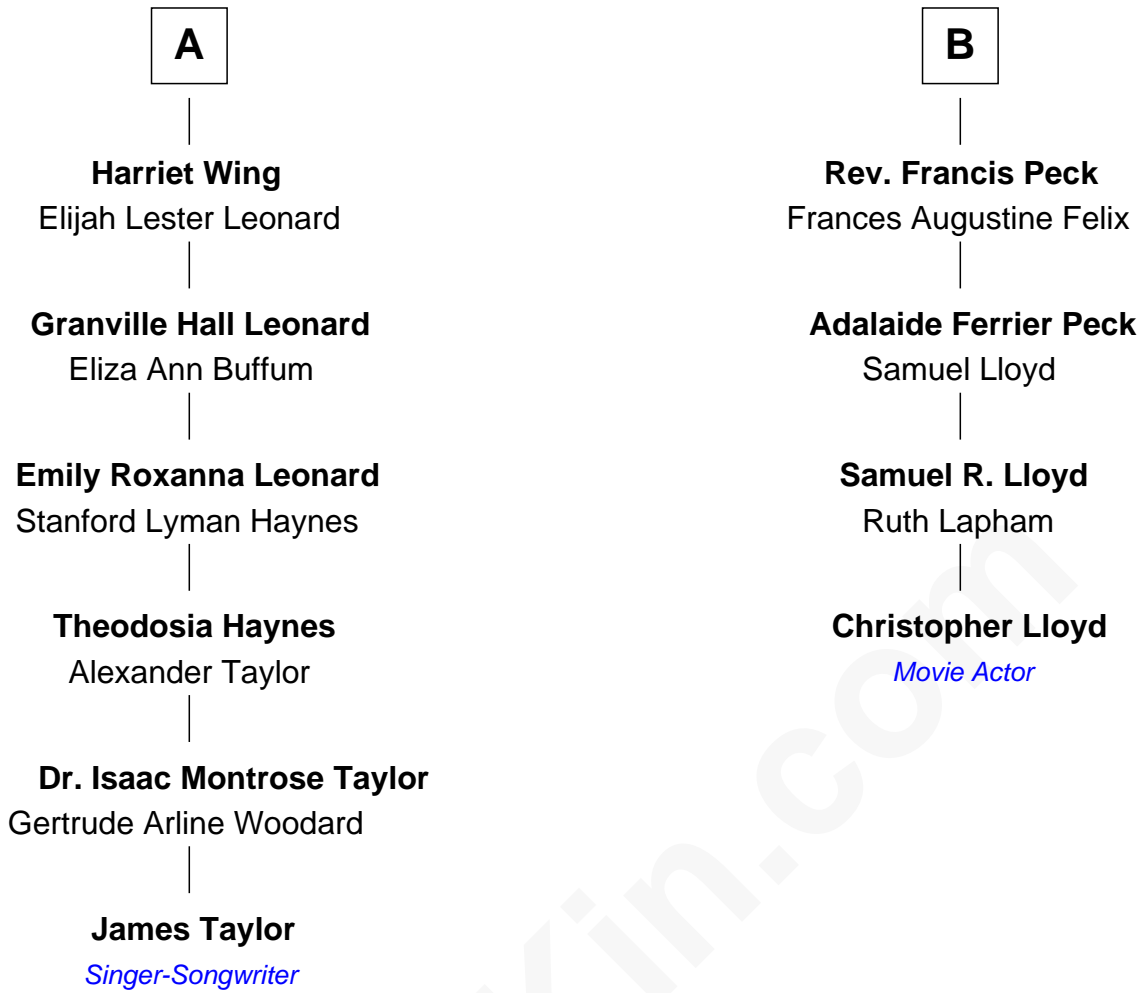 A
Harriet Wing
Elijah Lester Leonard
Granville Hall Leonard
Eliza Ann Buffum
Emily Roxanna Leonard
Stanford Lyman Haynes
Theodosia Haynes
Alexander Taylor
Dr. Isaac Montrose Taylor
Gertrude Arline Woodard
James Taylor
Singer-Songwriter
B
Rev. Francis Peck
Frances Augustine Felix
Adalaide Ferrier Peck
Samuel Lloyd
Samuel R. Lloyd
Ruth Lapham
Christopher Lloyd
Movie Actor
Kin.com